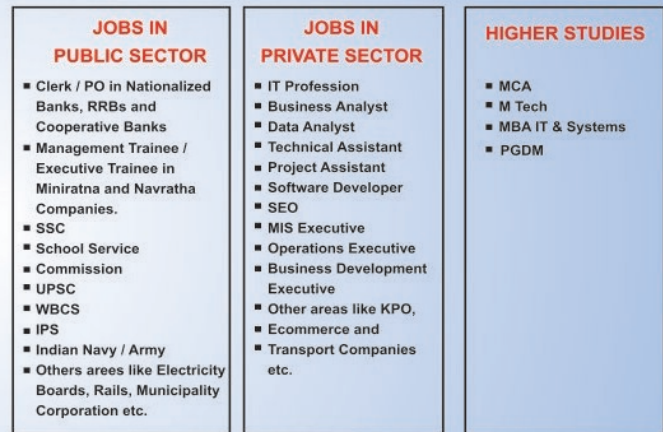 JOBS IN
PUBLIC SECTOR
▪ Clerk / PO in Nationalized
Banks, RRBs and
Cooperative Banks
▪ Management Trainee /
Executive Trainee in
Miniratna and Navratha
Companies.
▪ SSC
▪ School Service
▪ Commission
▪ UPSC
▪ WBCS
▪ IPS
▪ Indian Navy / Army
▪ Others arees like Electricity
Boards, Rails, Municipality
Corporation etc.
JOBS IN
PRIVATE SECTOR
▪ IT Profession
▪ Business Analyst
▪ Data Analyst
▪ Technical Assistant
▪ Project Assistant
▪ Software Developer
▪ SEO
▪ MIS Executive
▪ Operations Executive
▪ Business Development
Executive
▪ Other areas like KPO,
▪ Ecommerce and
▪ Transport Companies
etc.
HIGHER STUDIES
▪ MCA
▪ M Tech
▪ MBA IT & Systems
▪ PGDM